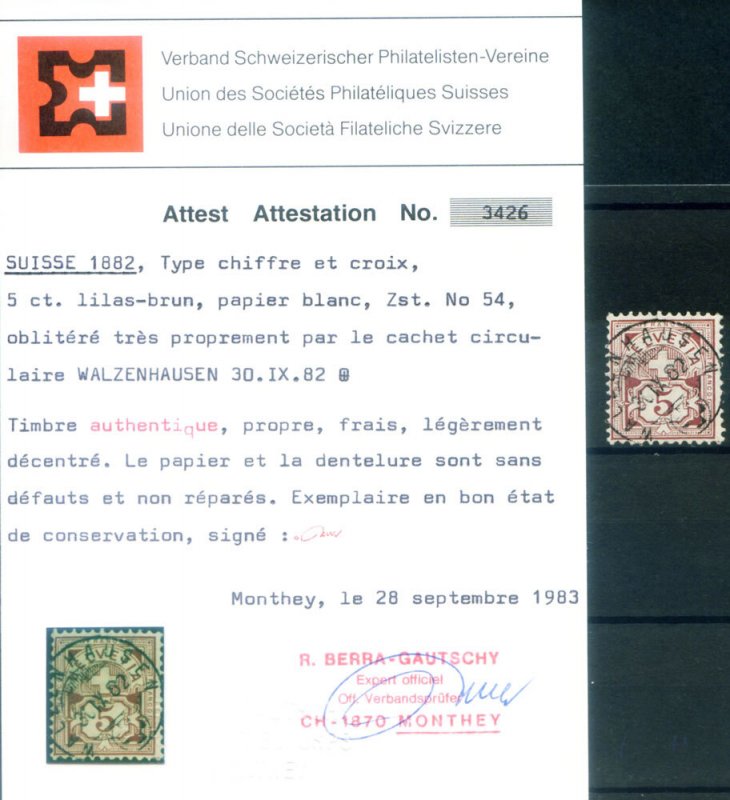 Verband Schweizerischer Philatelisten-Vereine
Union des Sociétés Philatéliques Suisses
Unione delle Società Filateliche Svizzere
Attest Attestation No. 3426
SUISSE 1882, Type chiffre et croix,
5 ct. lilas-brun, papier blanc, Zst. No 54,
oblitéré très proprement par le cachet circu-
laire WALZENHAUSEN 30.IX.82
Timbre authentique, propre, frais, légèrement
décentré. Le papier et la dentelure sont sans
défauts et non réparés. Exemplaire en bon état
de conservation, signé :
Monthey, le 28 septembre 1983
R. BERRA-GAUTSCHY
Expert officiel
Off. Verbandsprüfer
CH-1870 MONTHEY
5
5